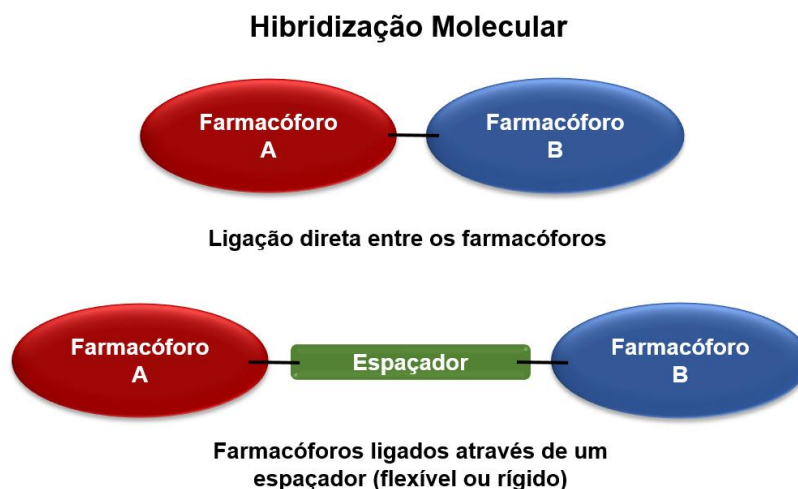 Hibridização Molecular
Farmacóforo
A
Farmacóforo
B
Ligação direta entre os farmacóforos
Farmacóforo
A
Espaçador
Farmacóforo
B
Farmacóforos ligados através de um
espaçador (flexível ou rígido)